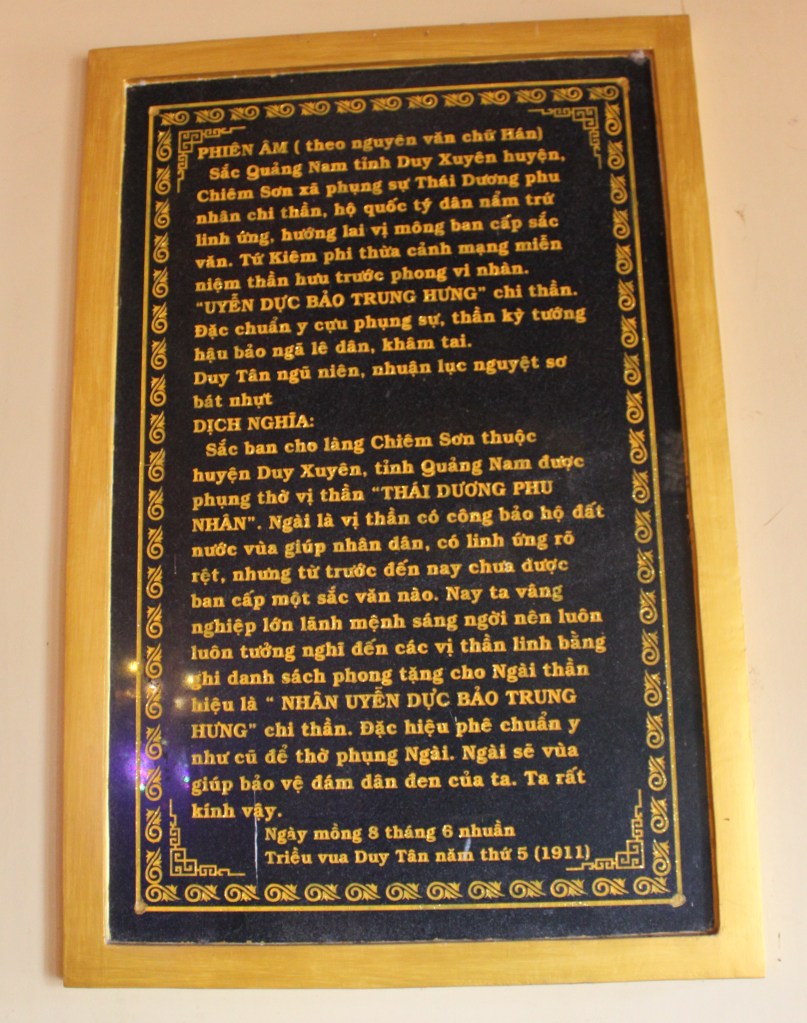 PHIÊN ÂM ( theo nguyên văn chữ Hán)
Sắc Quảng Nam tỉnh Duy Xuyên huyện,
Chiêm Sơn xã phụng sự Thái Dương phu
nhân chi thần, hộ quốc tý dân nẩm trứ
linh ứng, hướng lai vị mông ban cấp sắc
văn. Tứ Kiêm phi thừa cảnh mạng miễn
niệm thần hưu trước phong vi nhàn.
"UYỂN DỰC BẢO TRUNG HƯNG" chi thần.
Đặc chuẩn y cựu phụng sự, thần kỳ tướng
hậu bảo ngã lê dân, khâm tai.
Duy Tân ngũ niên, nhuận lục nguyệt sơ
bát nhựt
DỊCH NGHĨA:
Sắc ban cho làng Chiêm Sơn thuộc
huyện Duy Xuyên, tỉnh Quảng Nam được
phụng thờ vị thần "THÁI DƯƠNG PHU
NHÂN". Ngài là vị thần có công bảo hộ đất
nước vùa giúp nhân dân, có linh ứng rõ
rệt, nhưng từ trước đến nay chưa được
ban cấp một sắc văn nào. Nay ta vâng
nghiệp lớn lãnh mệnh sáng ngời nên luôn
luôn tưởng nghĩ đến các vị thần linh bằng
ghi danh sách phong tặng cho Ngài thần
hiệu là " NHÂN UYỂN DỰC BẢO TRUNG
HƯNG" chi thần. Đặc hiệu phê chuẩn y
như cũ để thờ phụng Ngài. Ngài sẽ vùa
giúp bảo vệ đám dân đen của ta. Ta rất
kính vậy.
Ngày mồng 8 tháng 6 nhuần
Triều vua Duy Tân năm thứ 5 (1911)